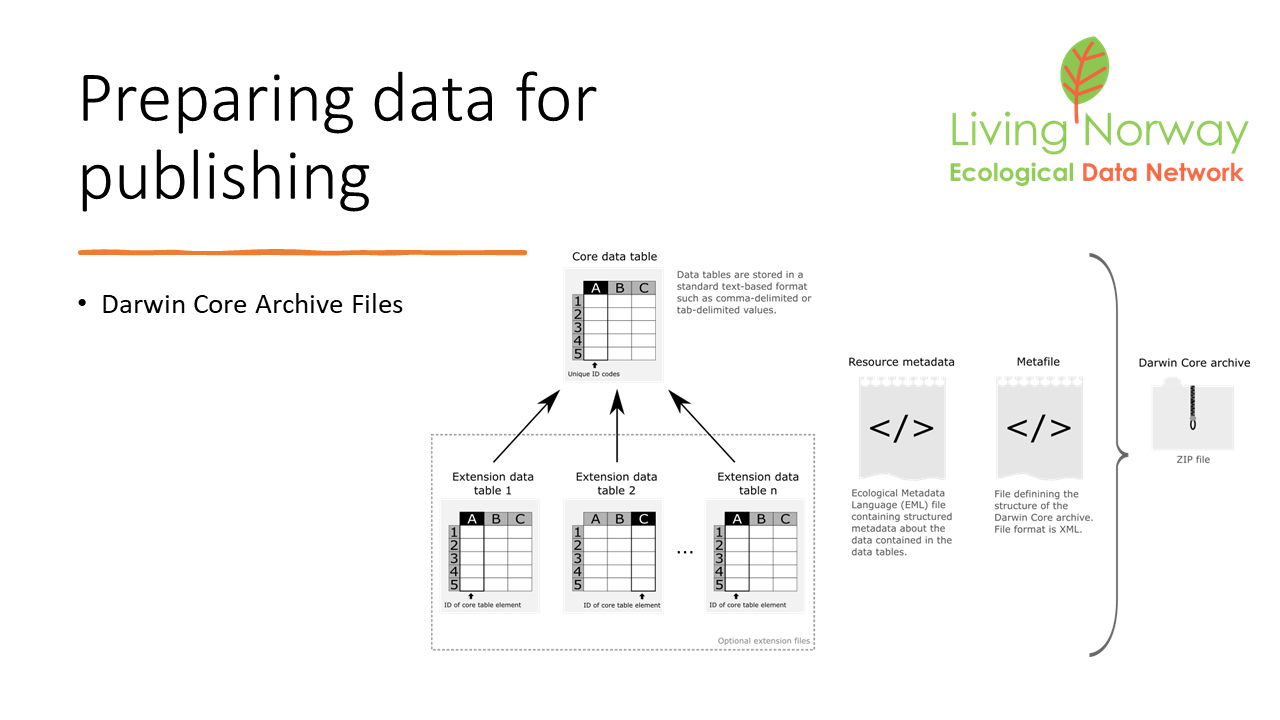 Preparing data for
publishing
Living Norway
Ecological Data Network
• Darwin Core Archive Files
Core data table
A B C
1
2
3
4
5
Unique ID codes
Data tables are stored in a
standard text-based format
such as comma-delimited or
tab-delimited values.
Extension data
table 1
A B C
1
2
3
4
5
ID of core table element
Extension data
table 2
A B C
1
2
3
4
5
ID of core table element
...
Extension data
table n
A B C
1
2
3
4
5
ID of core table element
Optional extension files
Resource metadata
</>
Ecological Metadata
Language (EML) file
containing structured
metadata about the
data contained in the
data tables.
Metafile
</>
File definining the
structure of the
Darwin Core archive.
File format is XML.
Darwin Core archive
ZIP file